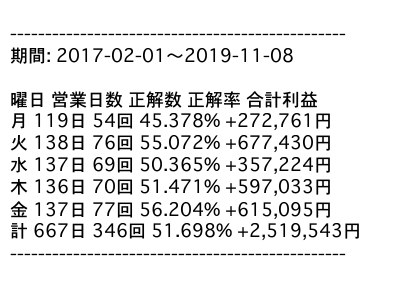 ------------------------------------------------
期間: 2017-02-01〜2019-11-08
曜日 営業日数 正解数 正解率 合計利益
月 119日 54回 45.378% +272,761円
火 138日 76回 55.072% +677,430円
水 137日 69回 50.365% +357,224円
木 136日 70回 51.471% +597,033円
金 137日 77回 56.204% +615,095円
計 667日 346回 51.698% +2,519,543円
------------------------------------------------